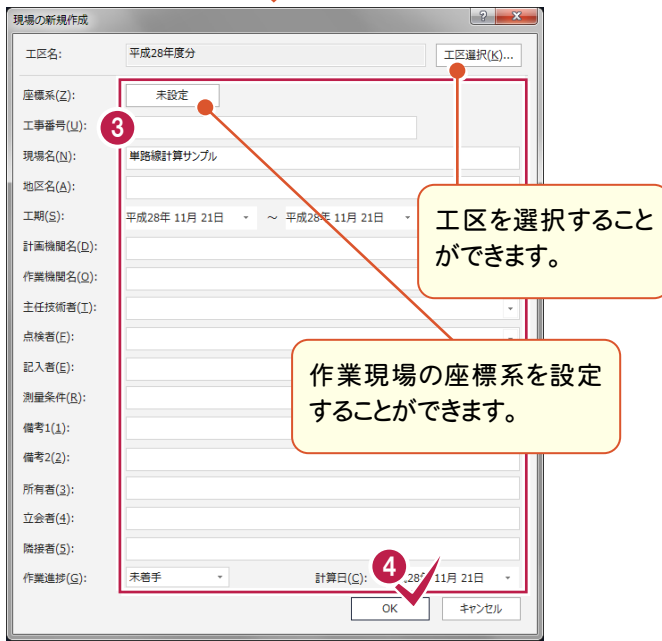 現場の新規作成
工区名: 平成28年度分 工区選択(K)...
座標系(Z): 未設定
3
工事番号(U):
現場名(N): 単路線計算サンプル
地区名(A):
工期(S): 平成28年 11月 21日 ～ 平成28年 11月 21日
工区を選択すること
ができます。
計画機関名(D):
作業機関名(O):
主任技術者(T):
点検者(F):
記入者(E):
作業現場の座標系を設定
することができます。
測量条件(R):
備考1(1):
備考2(2):
所有者(3):
立会者(4):
隣接者(5):
作業進捗(G): 未着手 計算日(C): 28年 11月 21日
4
OK キャンセル